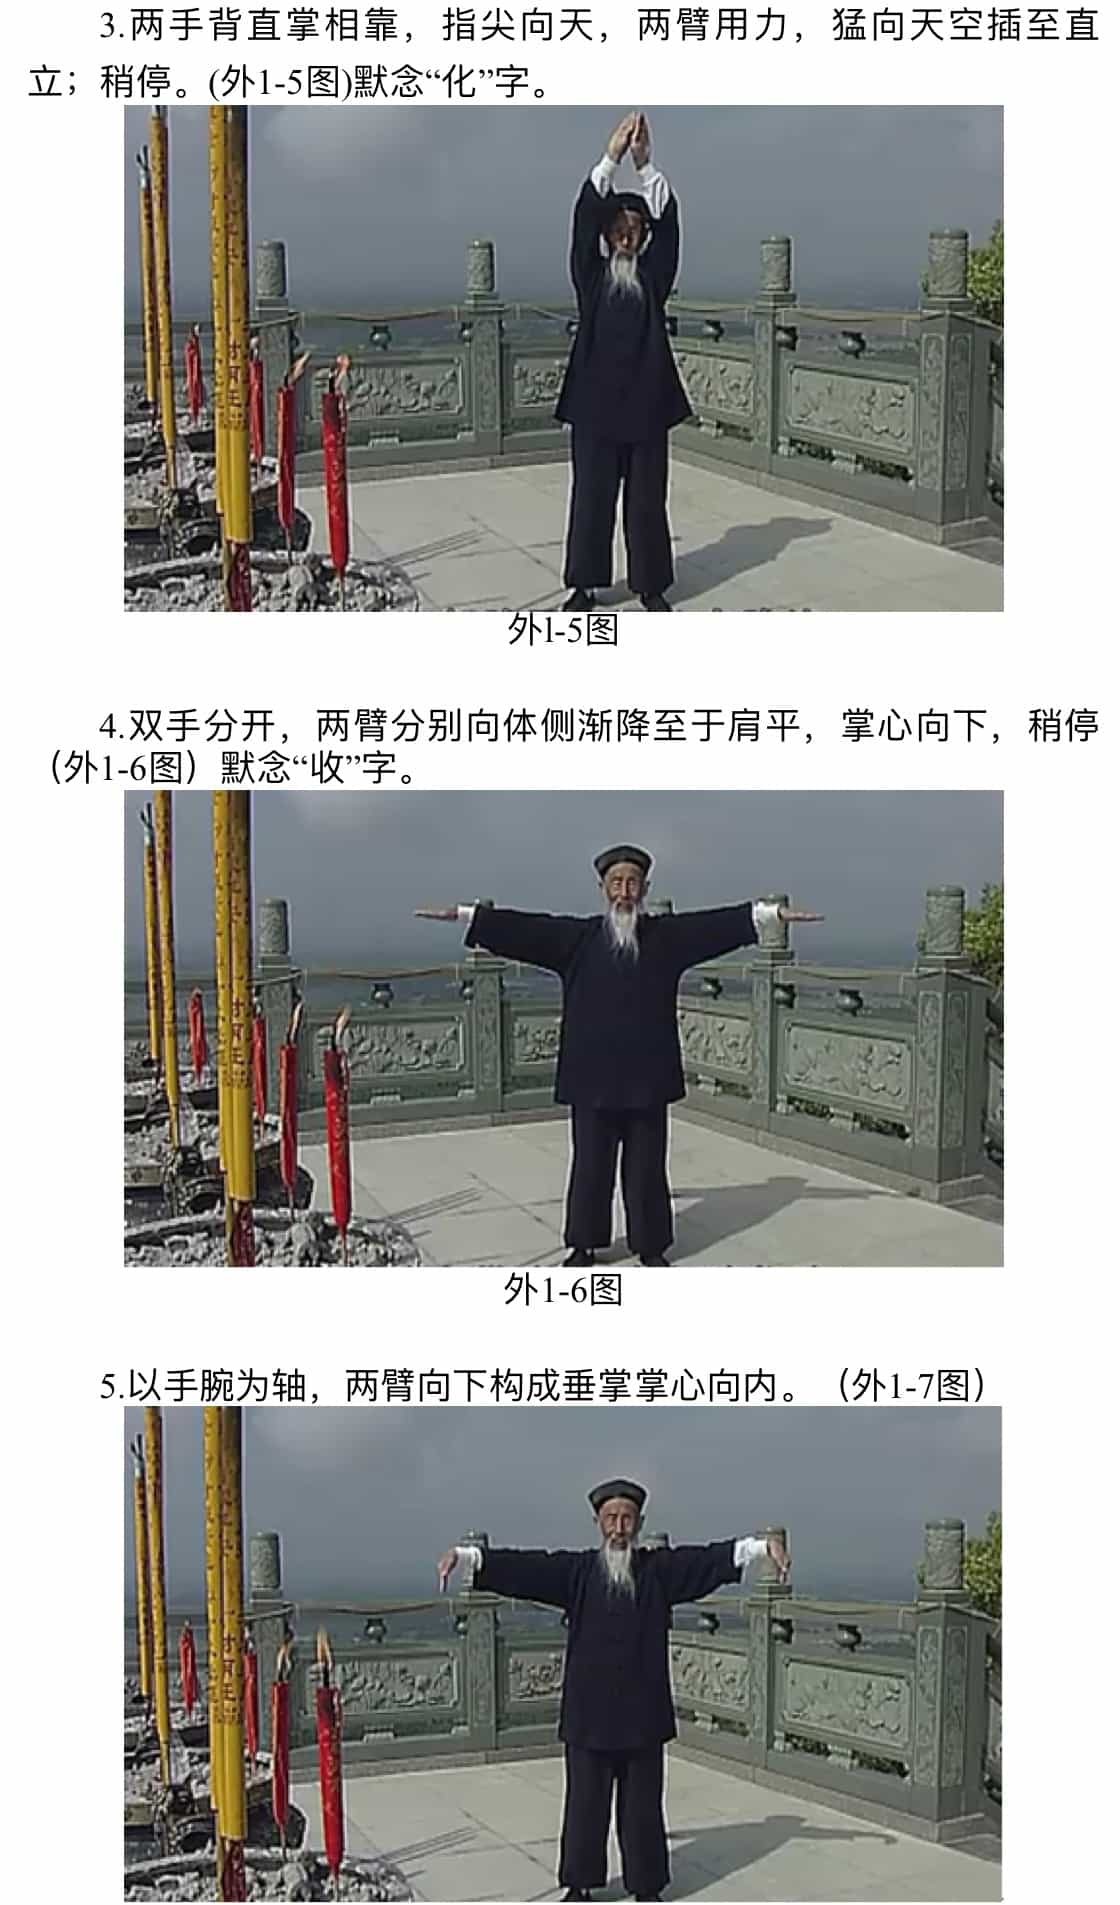 3.两手背直掌相靠，指尖向天，两臂用力，猛向天空插至直
立；稍停。(外1-5图)默念“化”字。
外l-5图
4.双手分开，两臂分别向体侧渐降至于肩平，掌心向下，稍停
（外1-6图）默念“收”字。
外1-6图
5.以手腕为轴，两臂向下构成垂掌掌心向内。（外1-7图）